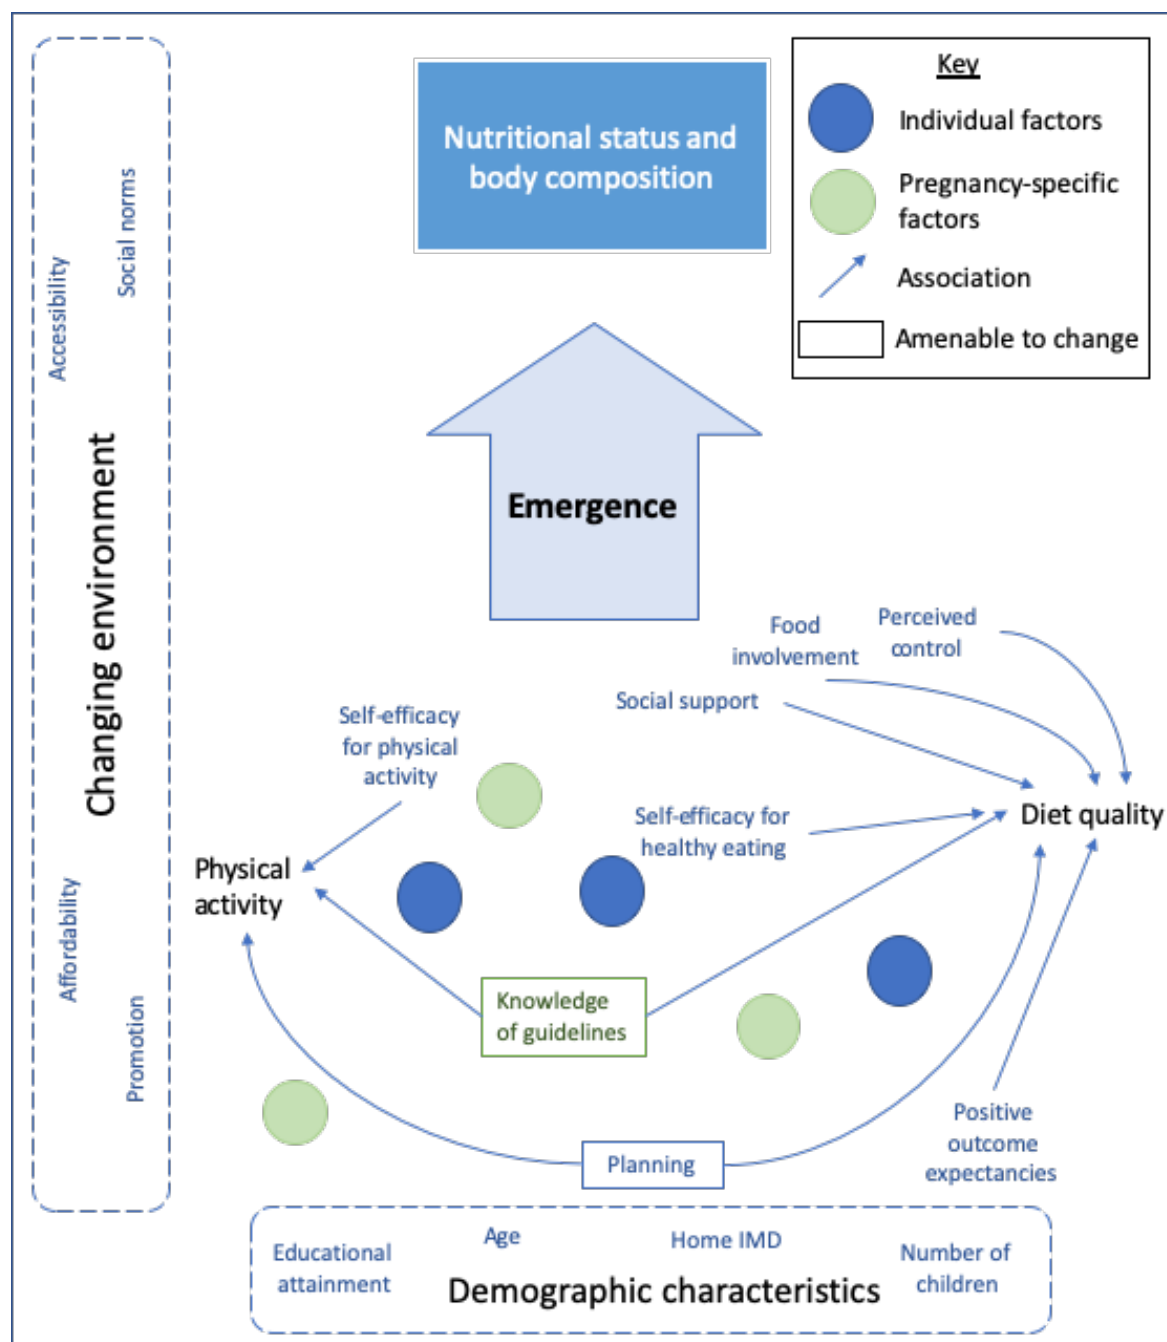 Key
Individual factors
Pregnancy-specific
factors
Association
Amenable to change
Nutritional status and
body composition
Social norms
Accessibility
Changing environment
Affordability
Promotion
Emergence
Perceived
control
Food
involvement
Social support
Self-efficacy
for physical
activity
Self-efficacy for
healthy eating
Diet quality
Physical
activity
Knowledge
of guidelines
Planning
Positive
outcome
expectancies
Educational
attainment
Age
Home IMD
Number of
children
Demographic characteristics